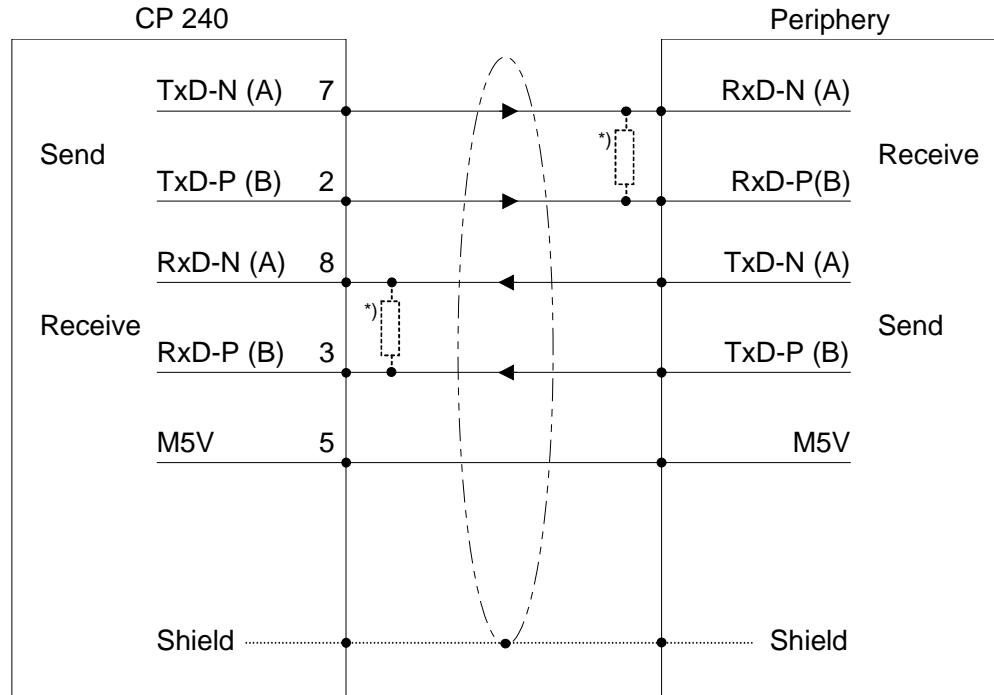 CP 240 Periphery
TxD-N (A) 7 RxD-N (A)
*)
Send Receive
TxD-P (B) 2 RxD-P(B)
RxD-N (A) 8 TxD-N (A)
*)
Receive Send
RxD-P (B) 3 TxD-P (B)
M5V 5 M5V
Shield Shield